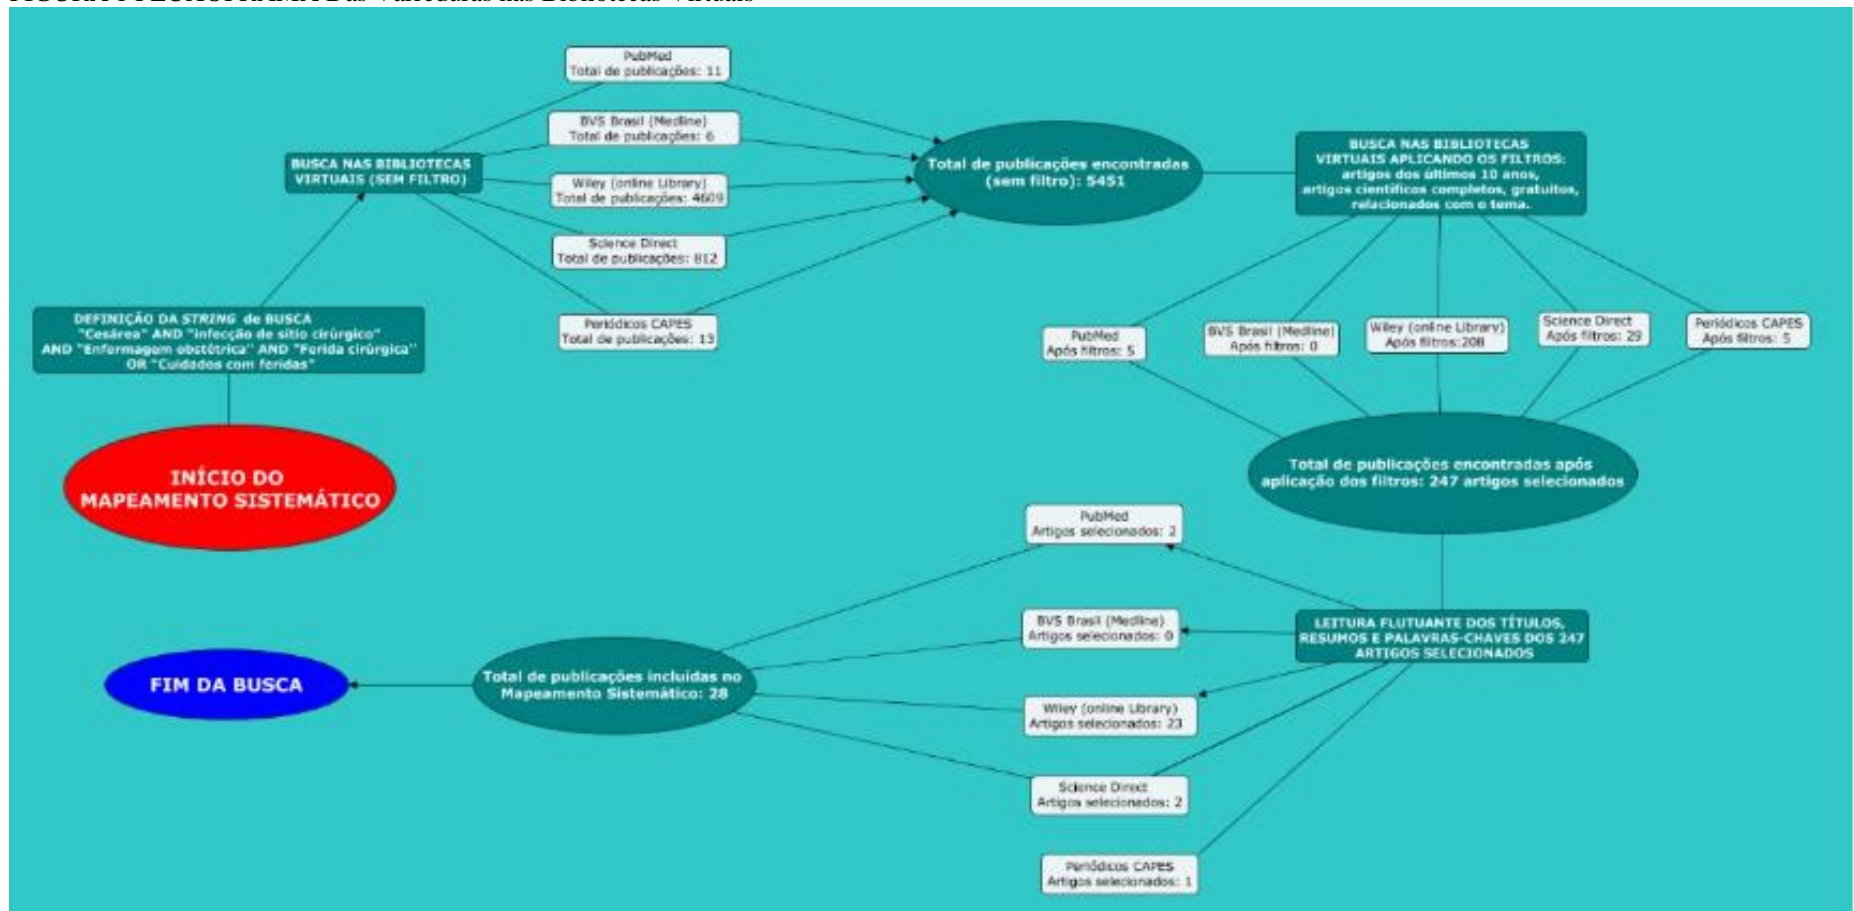 BUSCA NAS BIBLIOTECAS
VIRTUAIS (SEM FILTRO)
PubMed
Total de publicações: 11
BVS Brasil (Medline)
Total de publicações: 6
Wiley (online Library)
Total de publicações: 4609
Science Direct
Total de publicações: 812
Periódicos CAPES
Total de publicações: 13
Total de publicações encontradas
(sem filtro): 5451
BUSCA NAS BIBLIOTECAS
VIRTUAIS APLICANDO OS FILTROS:
artigos dos últimos 10 anos,
artigos científicos completos, gratuitos,
relacionados com o tema.
DEFINIÇÃO DA STRING de BUSCA
"Cesárea" AND "infecção de sítio cirúrgico"
AND "Enfermagem obstétrica" AND "Ferida cirúrgica"
OR "Cuidados com feridas"
INÍCIO DO
MAPEAMENTO SISTEMÁTICO
PubMed
Após filtros: 5
BVS Brasil (Medline)
Após filtros: 0
Wiley (online Library)
Após filtros:208
Science Direct
Após filtros: 29
Periódicos CAPES
Após filtros: 5
Total de publicações encontradas após
aplicação dos filtros: 247 artigos selecionados
LEITURA FLUTUANTE DOS TÍTULOS,
RESUMOS E PALAVRAS-CHAVES DOS 247
ARTIGOS SELECIONADOS
PubMed
Artigos selecionados: 2
BVS Brasil (Medline)
Artigos selecionados: 0
Wiley (online Library)
Artigos selecionados: 23
Science Direct
Artigos selecionados: 2
Periódicos CAPES
Artigos selecionados: 1
Total de publicações incluídas no
Mapeamento Sistemático: 28
FIM DA BUSCA